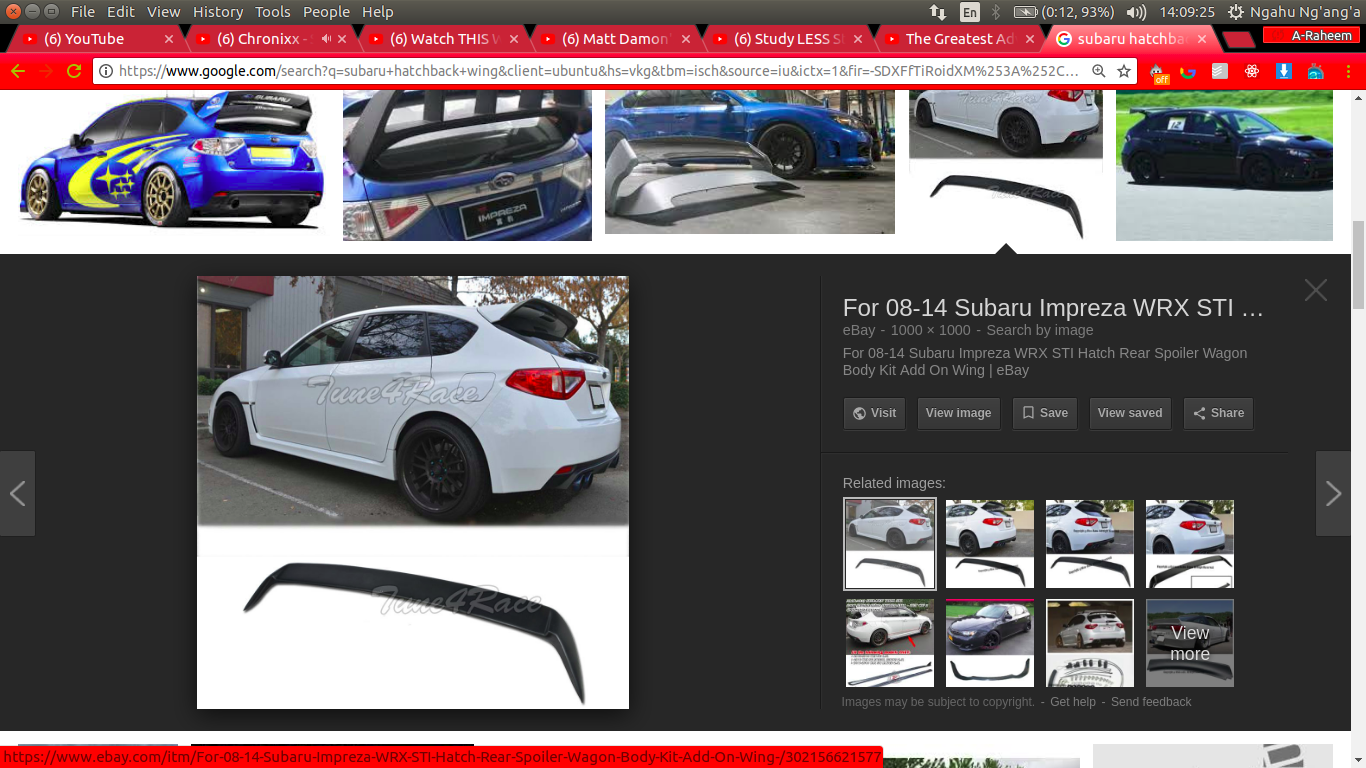 File Edit View History Tools People Help
En
(0:12, 93%)
14:09:25
Ngahu Ng'ang'a
(6) YouTube
(6) Chronixx -
(6) Watch THIS
(6) Matt Damon
(6) Study LESS S
The Greatest Ad
subaru hatchba
A-Raheem
https://www.google.com/search?q=subaru+hatchback+wing&client=ubuntu&hs=vkg&tbm=isch&source=iu&ictx=1&fir=-SDXFfTiRoidXM%253A%252C...
off
SUBARU
IMPREZA
Tune4Race
12
Tune4Race
Tune4Race
Tune4Race
For 08-14 Subaru Impreza WRX STI ...
eBay - 1000 × 1000 - Search by image
For 08-14 Subaru Impreza WRX STI Hatch Rear Spoiler Wagon
Body Kit Add On Wing | eBay
Visit
View image
Save
View saved
Share
Related images:
View
more
Images may be subject to copyright. - Get help - Send feedback
https://www.ebay.com/itm/For-08-14-Subaru-Impreza-WRX-STI-Hatch-Rear-Spoiler-Wagon-Body-Kit-Add-On-Wing-/302156621577